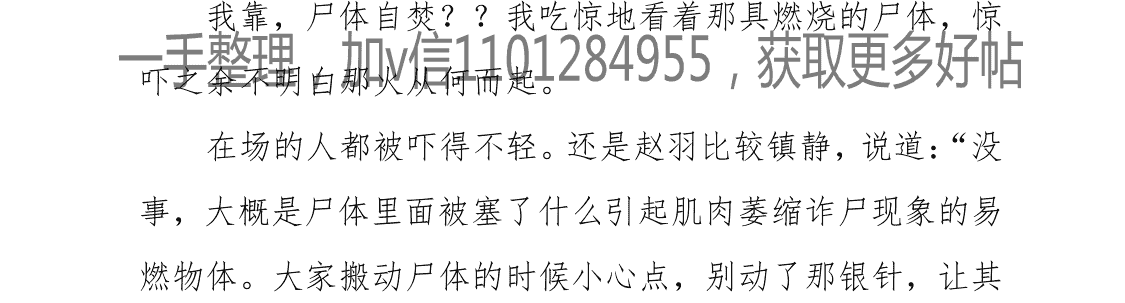 我靠，尸体自焚？？我吃惊地看着那具燃烧的尸体，惊
一手整理，加v信1101284955，获取更多好帖
吓之余不明白那火从何而起。
在场的人都被吓得不轻。还是赵羽比较镇静，说道：“没
事，大概是尸体里面被塞了什么引起肌肉萎缩诈尸现象的易
燃物体。大家搬动尸体的时候小心点，别动了那银针，让其